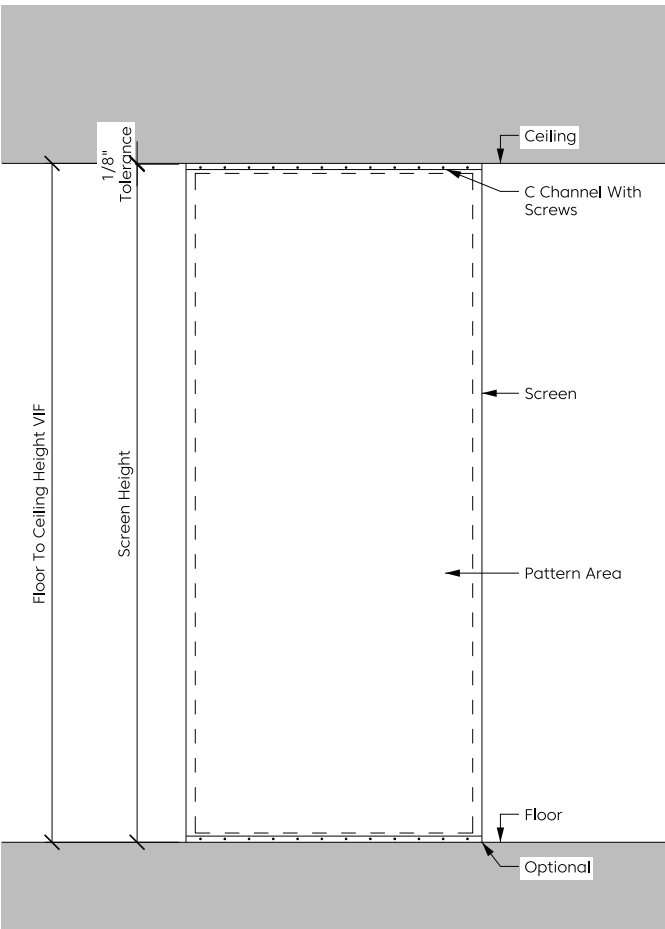 Ceiling
1/8"
Tolerance
C Channel With
Screws
Screen
Floor To Ceiling Height VIF
Screen Height
Pattern Area
Floor
Optional